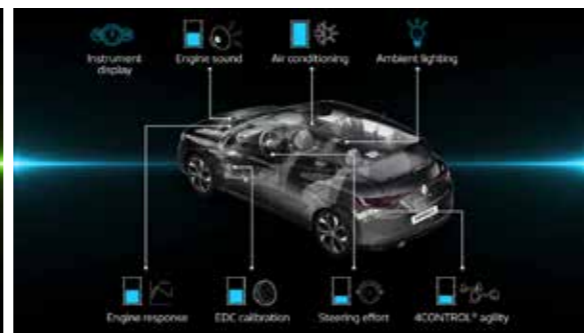 Instrument
display
Engine sound
Air conditioning
Ambient lighting
Engine response
EDC calibration
Steering effort
4CONTROL® agility